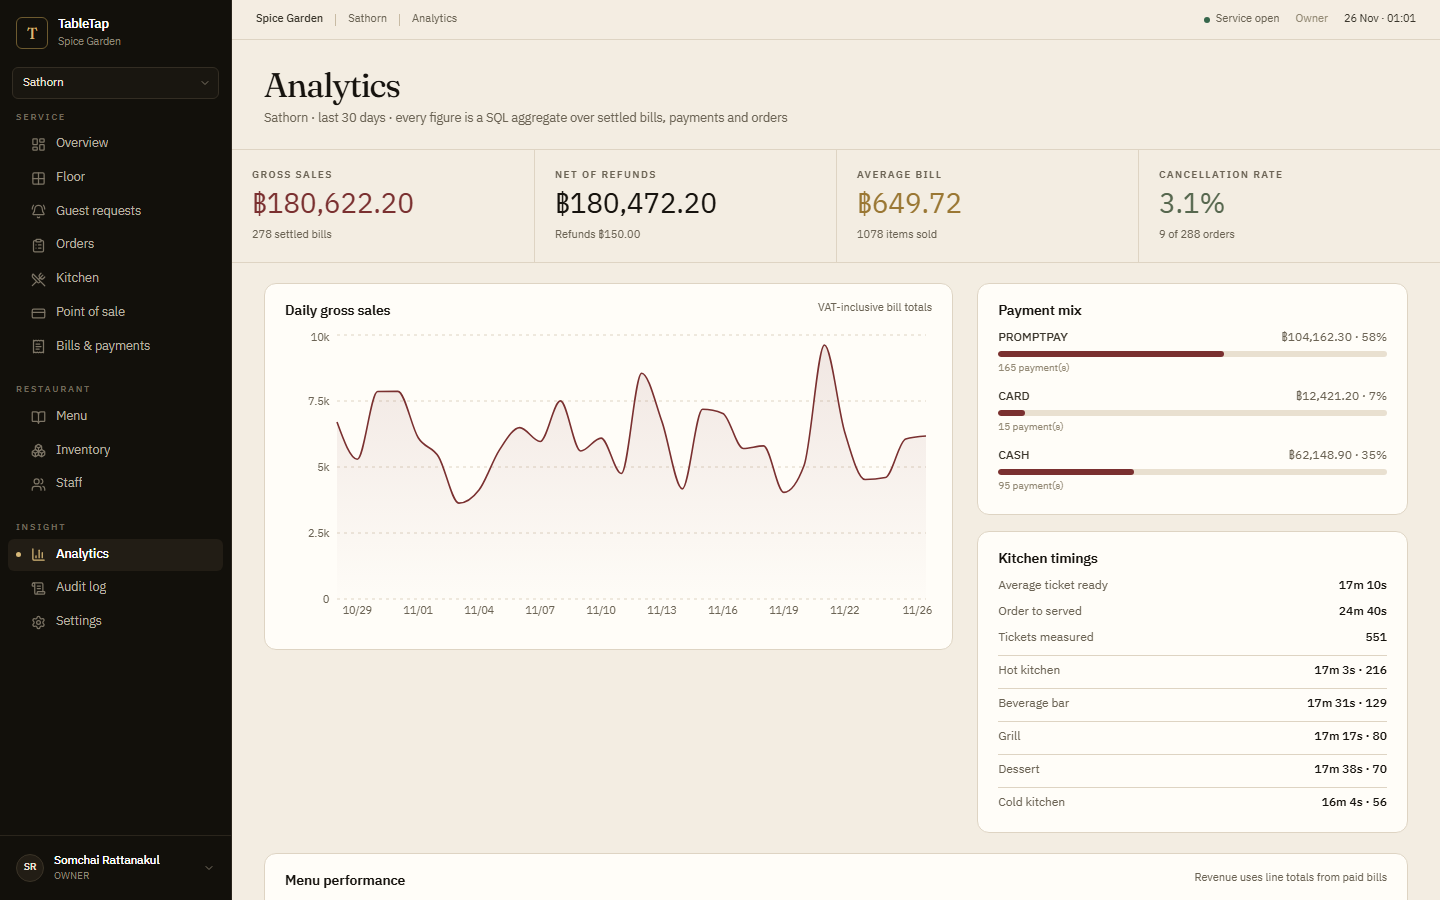 T
TableTap
Spice Garden
Sathorn
SERVICE
Overview
Floor
Guest requests
Orders
Kitchen
Point of sale
Bills & payments
RESTAURANT
Menu
Inventory
Staff
INSIGHT
Analytics
Audit log
Settings
SR
Somchai Rattanakul
OWNER
Spice Garden
Sathorn
Analytics
Service open
Owner
26 Nov · 01:01
Analytics
Sathorn · last 30 days · every figure is a SQL aggregate over settled bills, payments and orders
GROSS SALES
฿180,622.20
278 settled bills
NET OF REFUNDS
฿180,472.20
Refunds ฿150.00
AVERAGE BILL
฿649.72
1078 items sold
CANCELLATION RATE
3.1%
9 of 288 orders
Daily gross sales
VAT-inclusive bill totals
10k
7.5k
5k
2.5k
0
10/29 11/01 11/04 11/07 11/10 11/13 11/16 11/19 11/22 11/26
Payment mix
PROMPTPAY ฿104,162.30 · 58%
165 payment(s)
CARD ฿12,421.20 · 7%
15 payment(s)
CASH ฿62,148.90 · 35%
95 payment(s)
Kitchen timings
Average ticket ready 17m 10s
Order to served 24m 40s
Tickets measured 551
Hot kitchen 17m 3s · 216
Beverage bar 17m 31s · 129
Grill 17m 17s · 80
Dessert 17m 38s · 70
Cold kitchen 16m 4s · 56
Menu performance
Revenue uses line totals from paid bills